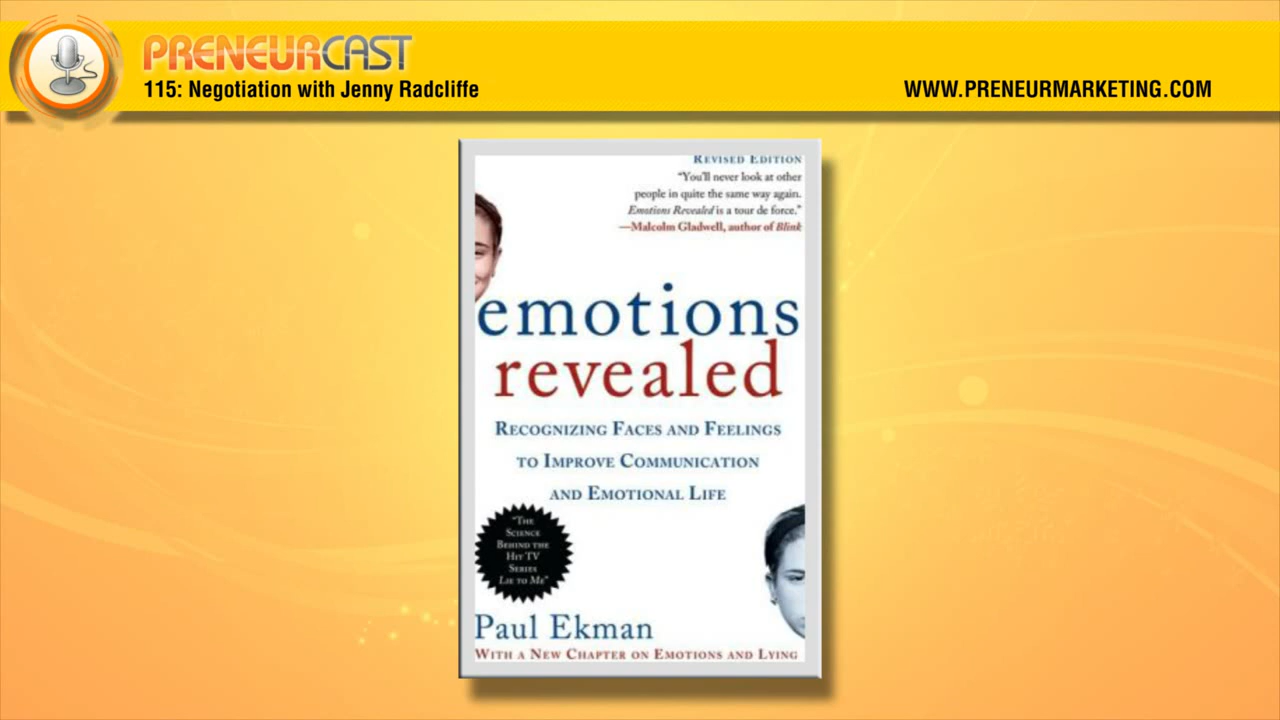 PRENEURCAST
115: Negotiation with Jenny Radcliffe
WWW.PRENEURMARKETING.COM
REVISED EDITION
"You'll never look at other
people in quite the same way again.
Emotions Revealed is a tour de force."
—Malcolm Gladwell, author of Blink
emotions
revealed
RECOGNIZING FACES AND FEELINGS
TO IMPROVE COMMUNICATION
AND EMOTIONAL LIFE
"THE
SCIENCE
BEHIND THE
HIT TV
SERIES
LIE TO ME"
Paul Ekman
WITH A NEW CHAPTER ON EMOTIONS AND LYING